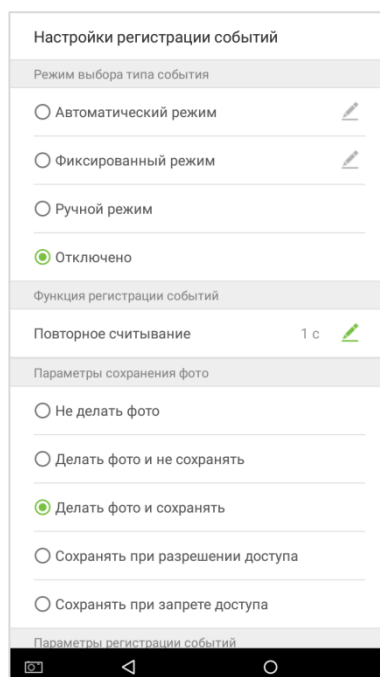 Настройки регистрации событий
Режим выбора типа события
Автоматический режим
Фиксированный режим
Ручной режим
Отключено
Функция регистрации событий
Повторное считывание 1 с
Параметры сохранения фото
Не делать фото
Делать фото и не сохранять
Делать фото и сохранять
Сохранять при разрешении доступа
Сохранять при запрете доступа
Параметры регистрации событий